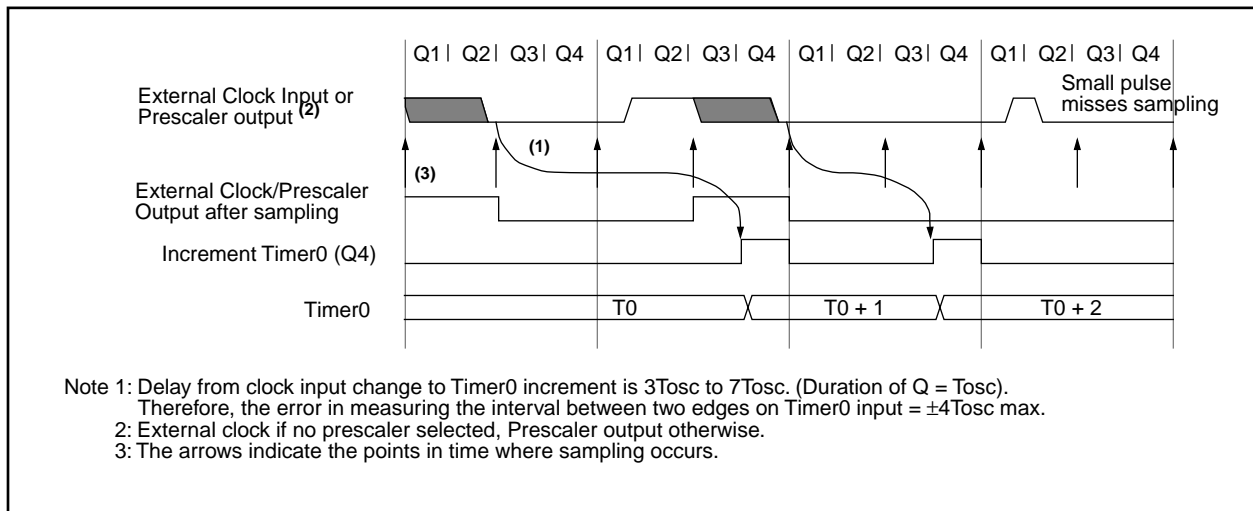 Q1| Q2| Q3| Q4 Q1| Q2| Q3| Q4 Q1| Q2| Q3| Q4 Q1| Q2| Q3| Q4
External Clock Input or
Prescaler output (2)
Small pulse
misses sampling
(1)
(3)
External Clock/Prescaler
Output after sampling
Increment Timer0 (Q4)
Timer0 T0 T0 + 1 T0 + 2
Note 1: Delay from clock input change to Timer0 increment is 3Tosc to 7Tosc. (Duration of Q = Tosc).
Therefore, the error in measuring the interval between two edges on Timer0 input = ±4Tosc max.
2: External clock if no prescaler selected, Prescaler output otherwise.
3: The arrows indicate the points in time where sampling occurs.